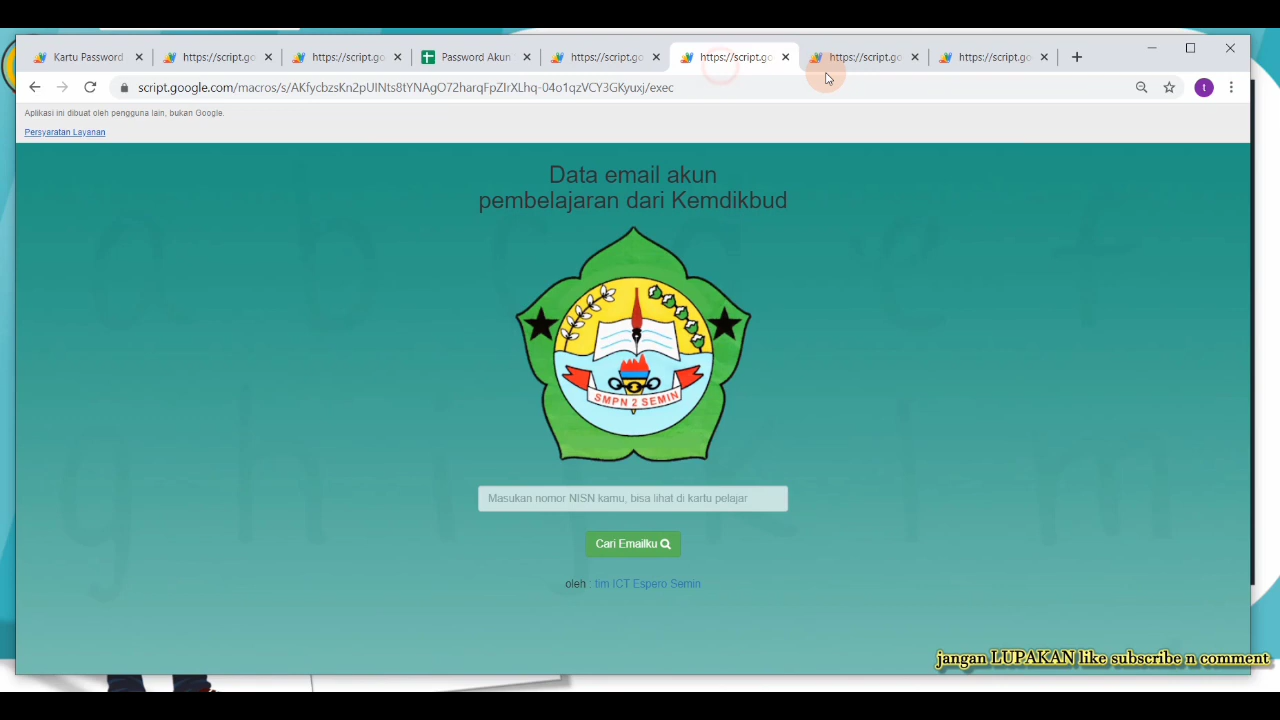 Kartu Password
https://script.go
https://script.go
Password Akun
https://script.go
https://script.go
https://script.go
https://script.go
script.google.com/macros/s/AKfycbzsKn2pUlNts8tYNAgO72harqFpZIrXLhq-04o1qzVCY3GKyuxj/exec
t
Aplikasi ini dibuat oleh pengguna lain, bukan Google.
Persyaratan Layanan
Data email akun
pembelajaran dari Kemdikbud
SMPN 2 SEMIN
Masukan nomor NISN kamu, bisa lihat di kartu pelajar
Cari Emailku
oleh : tim ICT Espero Semin
jangan LUPAKAN like subscribe n comment
a b c d e f
g h i j k l m